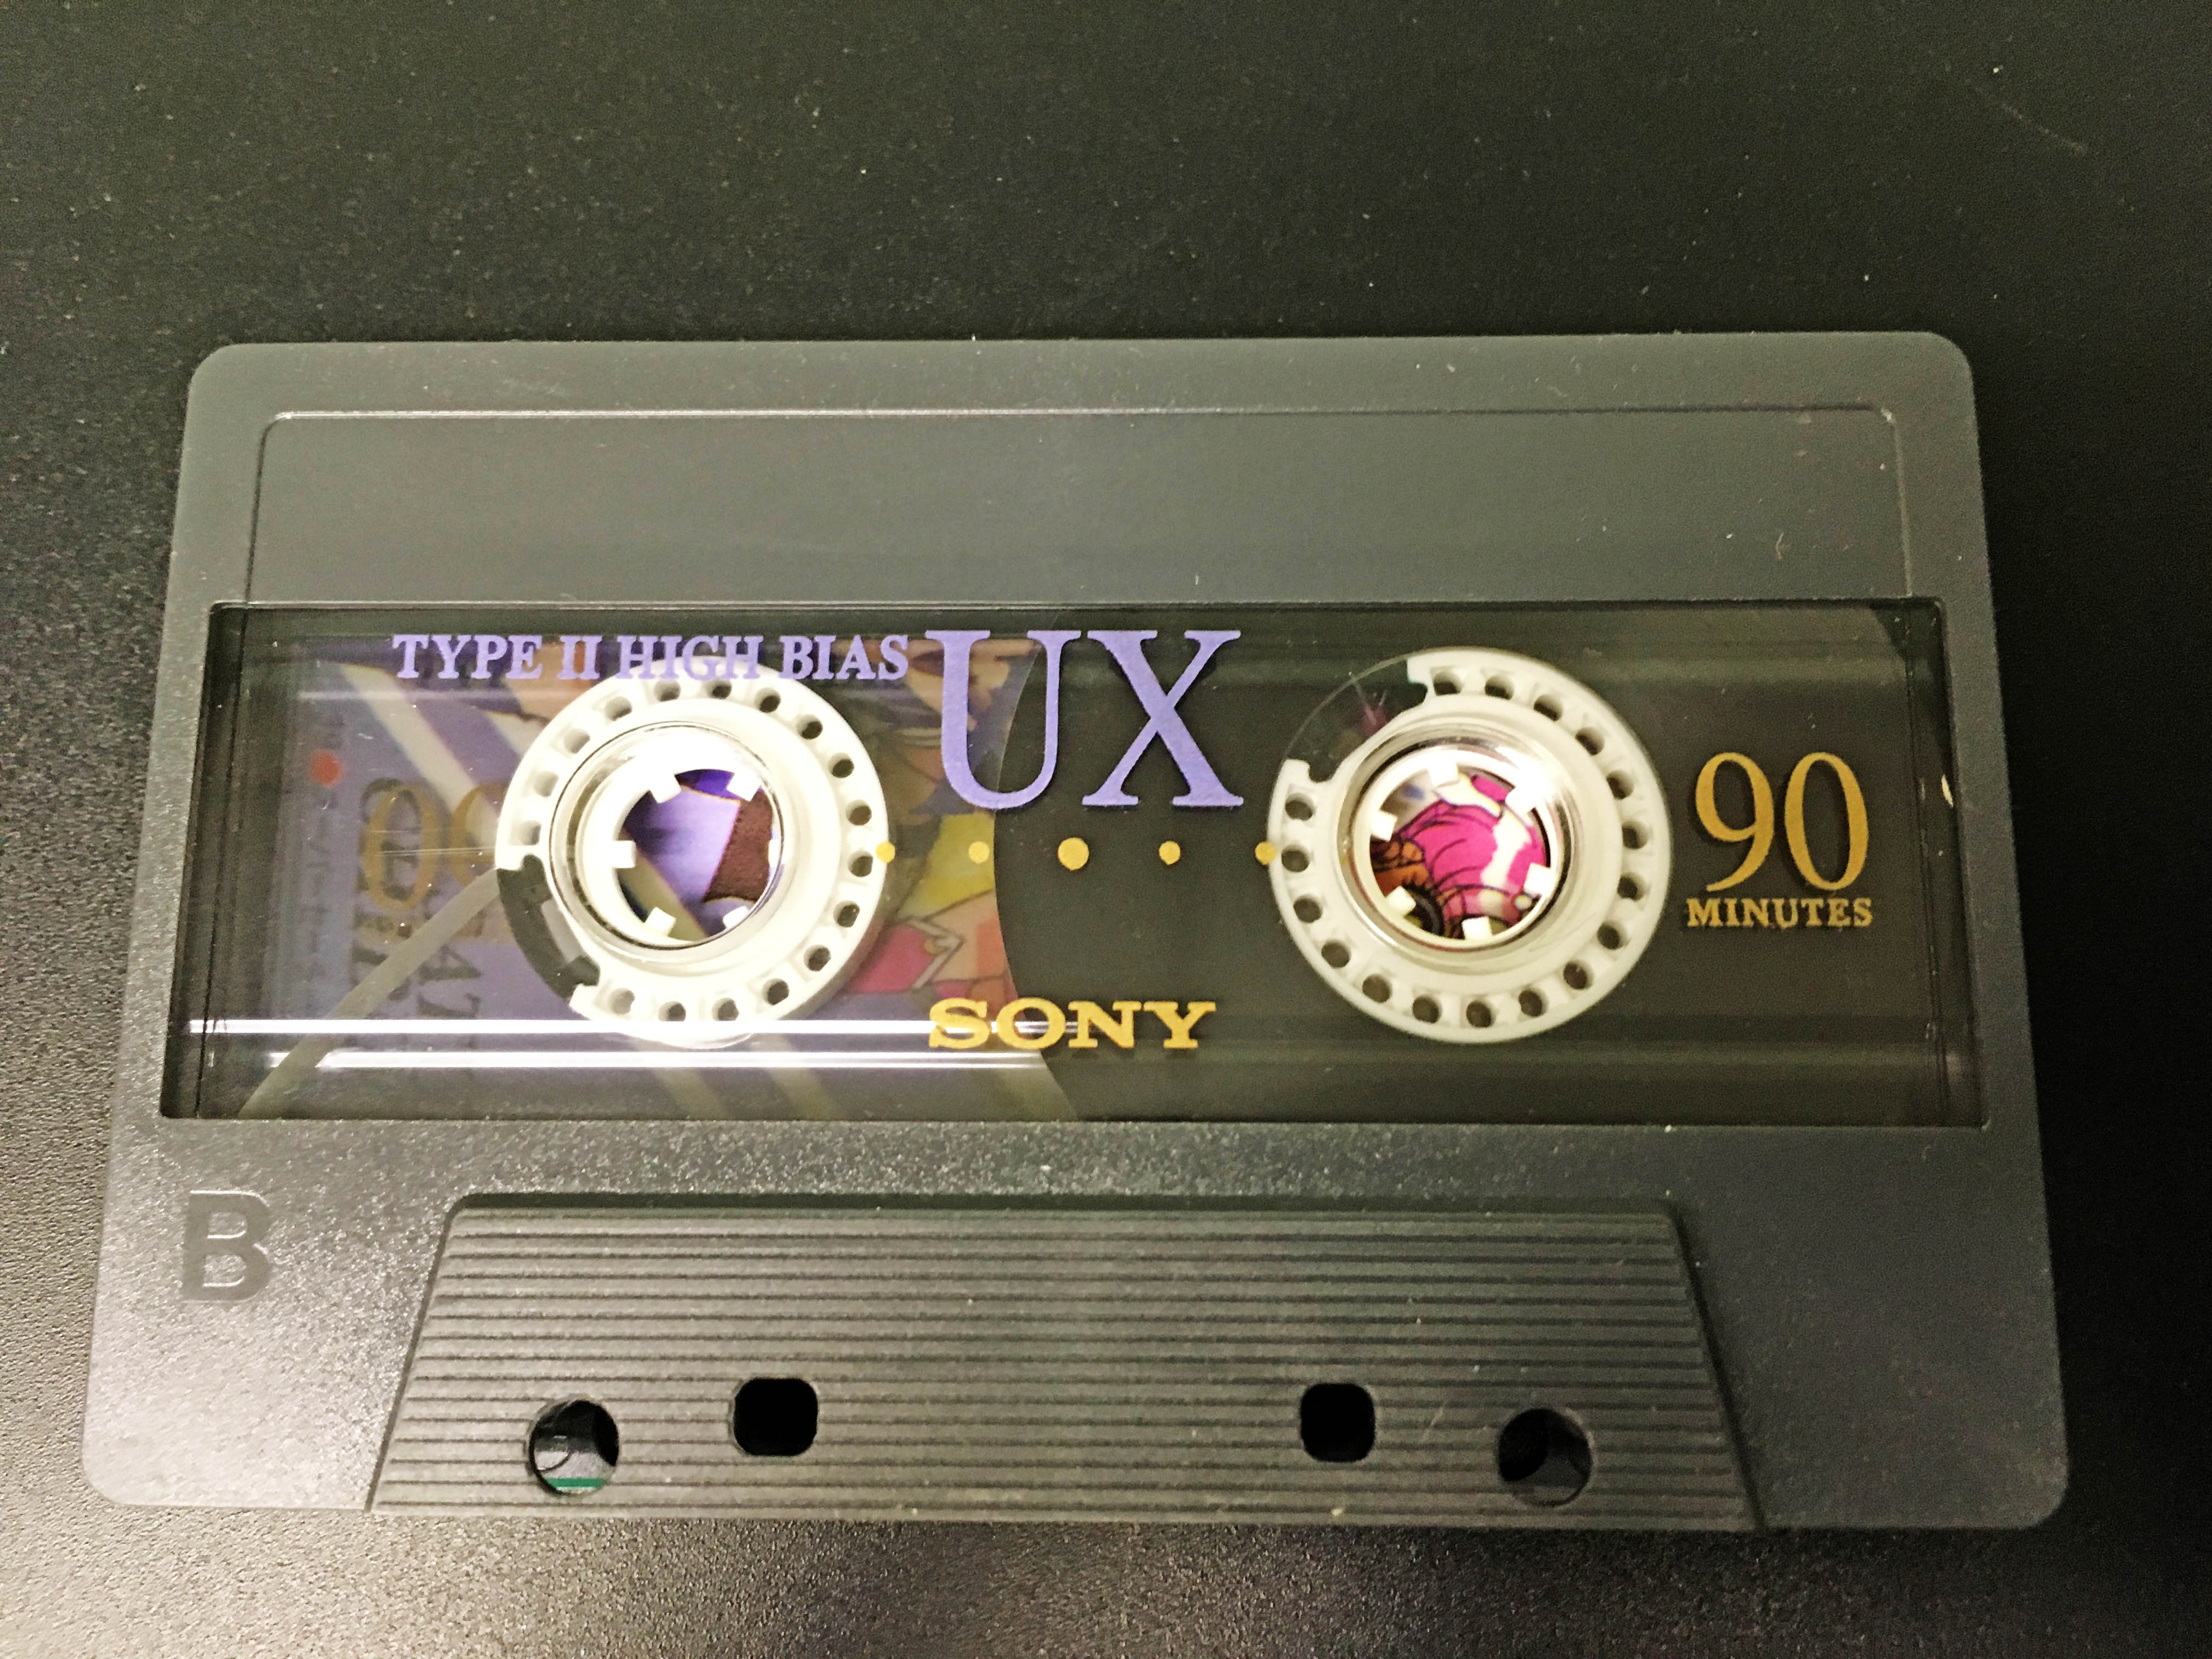 TYPE II HIGH BIAS UX
90
MINUTES
SONY
B